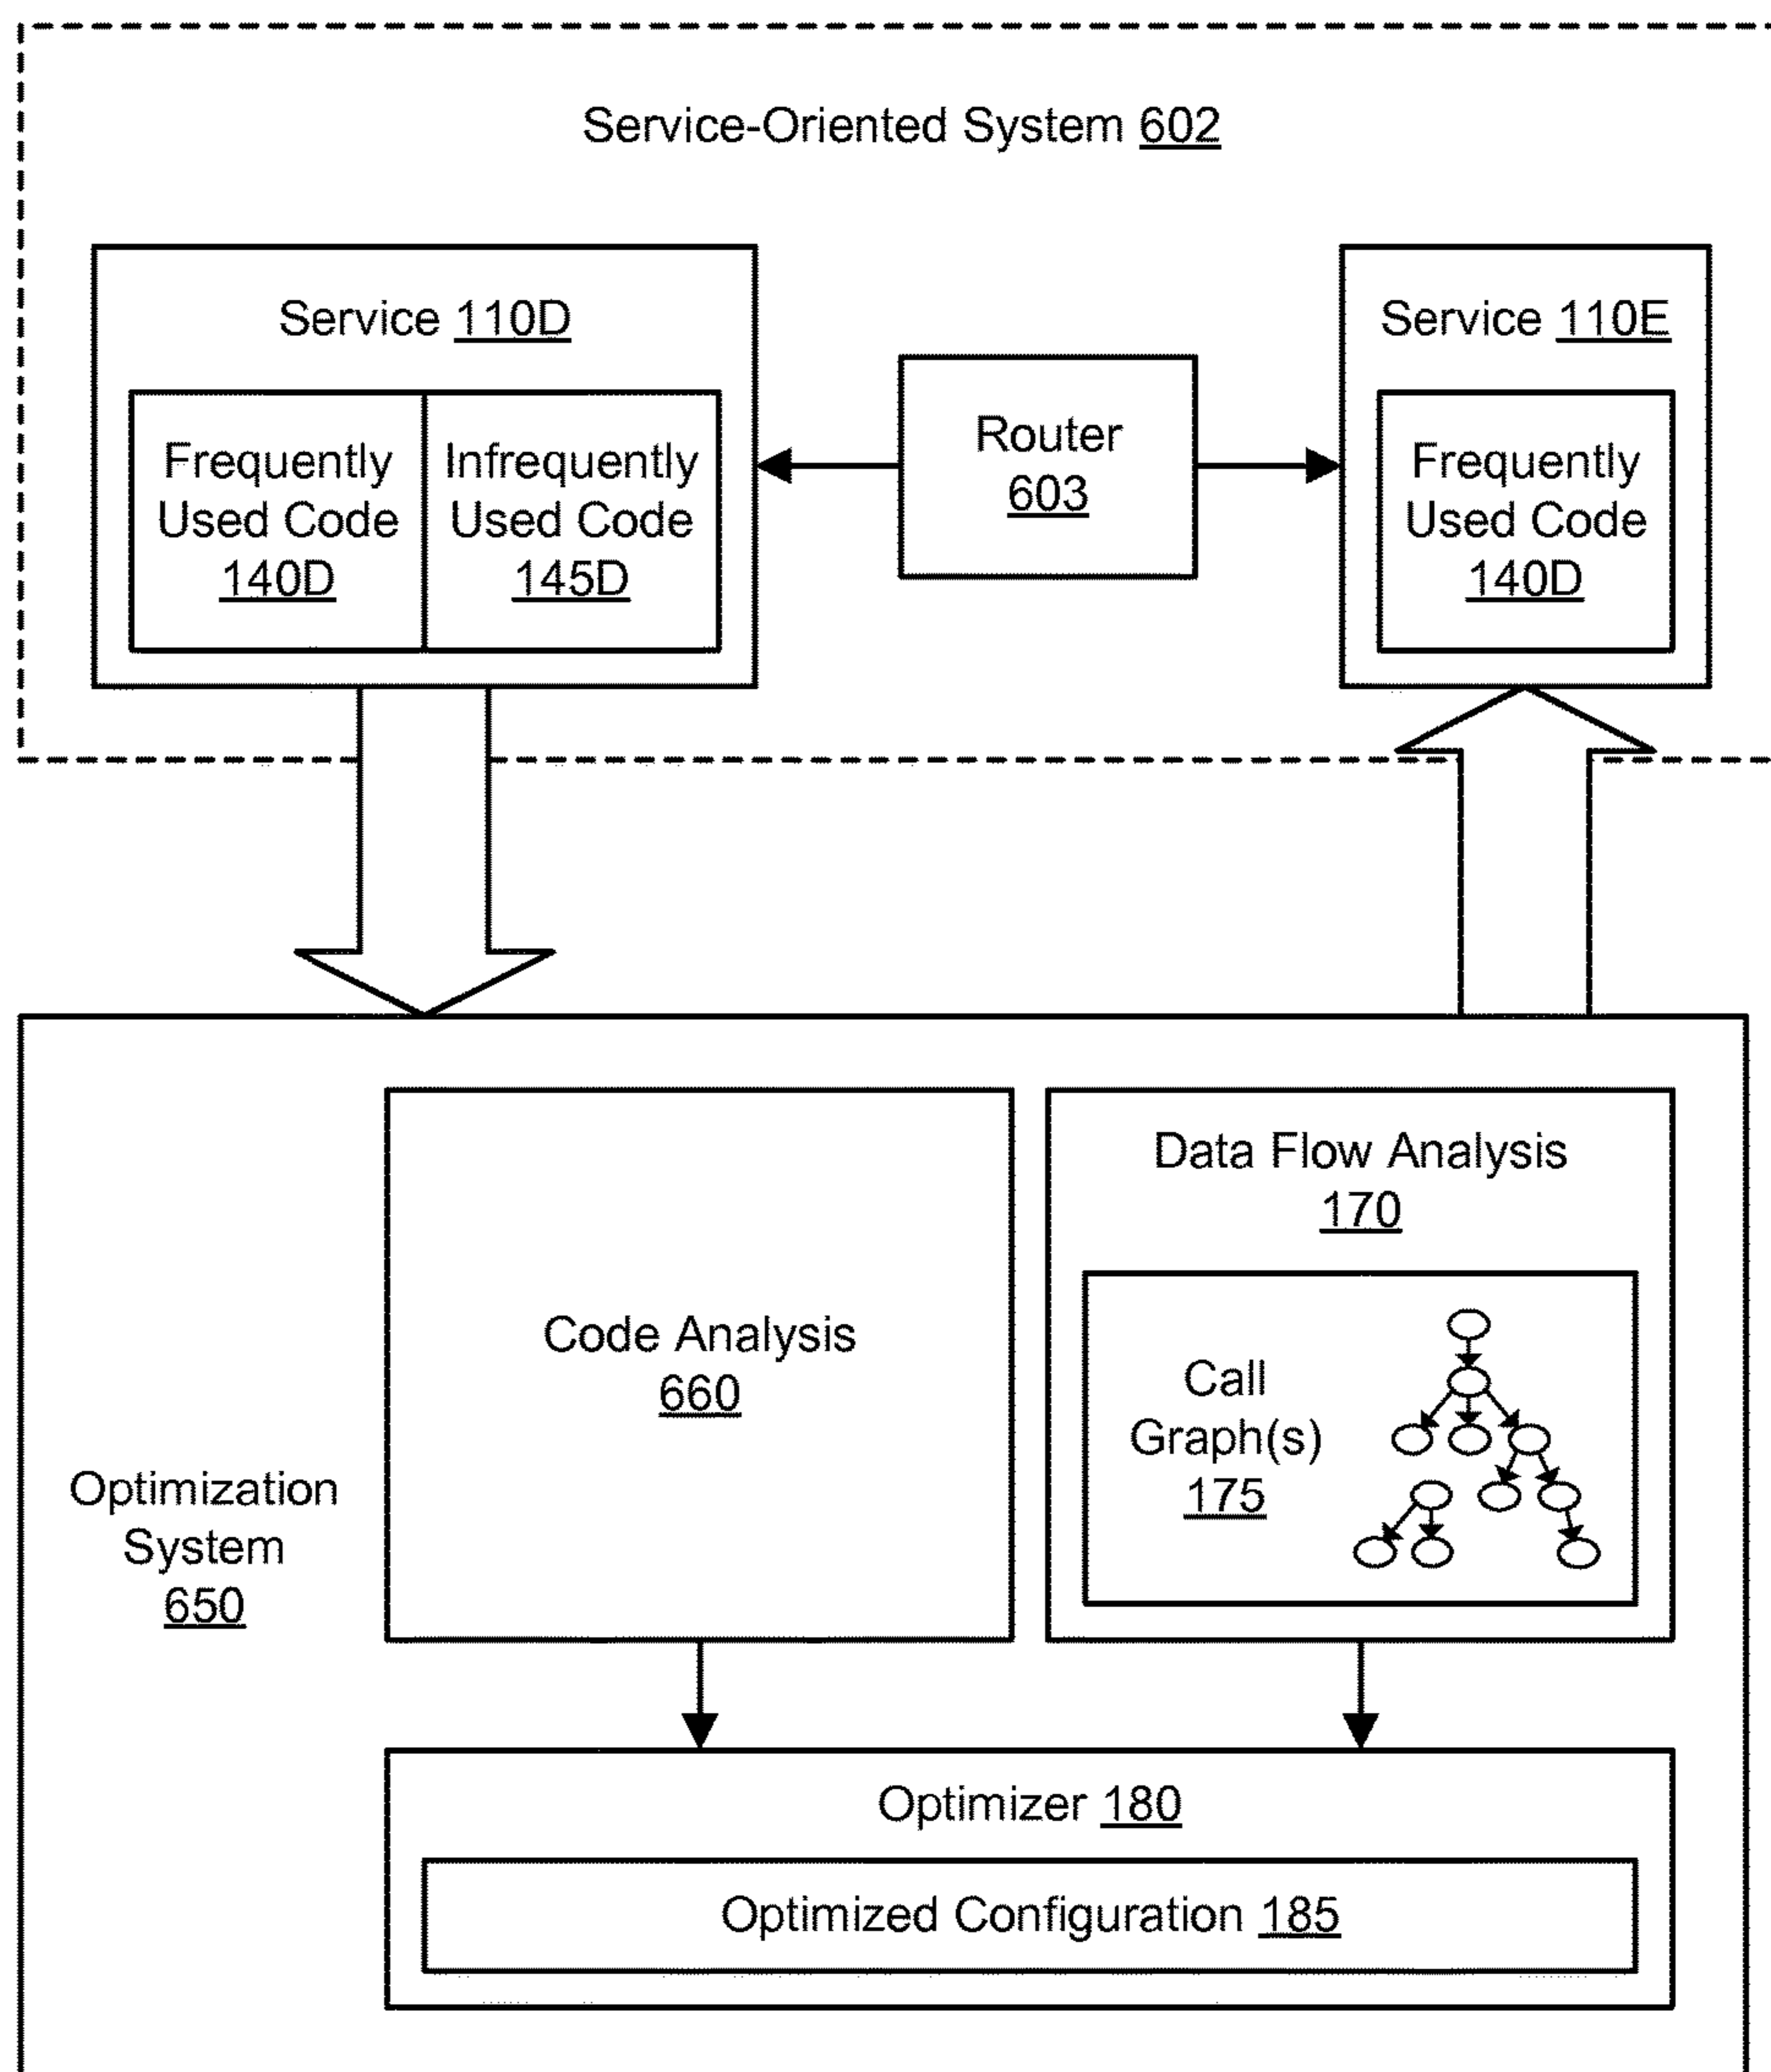 Service-Oriented System 602
Service 110D
Frequently
Used Code
140D
Infrequently
Used Code
145D
Router
603
Service 110E
Frequently
Used Code
140D
Optimization
System
650
Code Analysis
660
Data Flow Analysis
170
Call
Graph(s)
175
Optimizer 180
Optimized Configuration 185